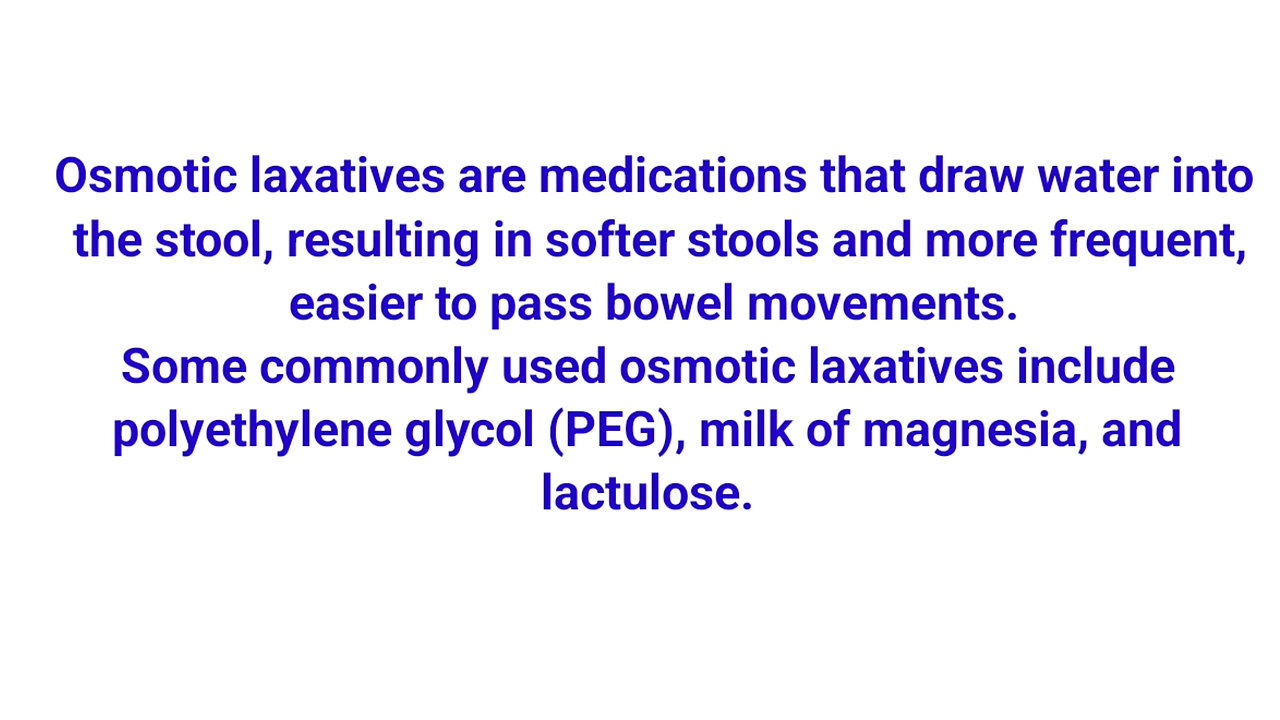 Osmotic laxatives are medications that draw water into
the stool, resulting in softer stools and more frequent,
easier to pass bowel movements.
Some commonly used osmotic laxatives include
polyethylene glycol (PEG), milk of magnesia, and
lactulose.